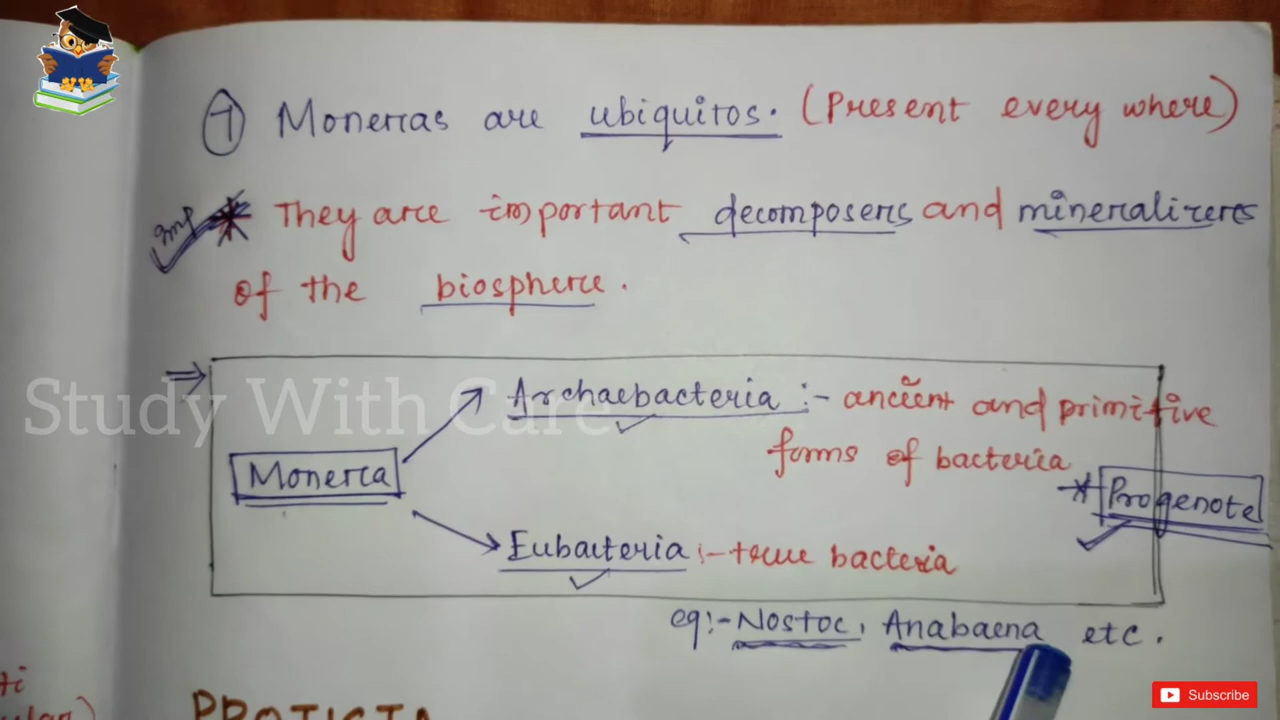 7 Moneras are ubiquitos. (Present every where)
Imp * They are important decomposers and mineralizers
of the biosphere.
⇒ Archaebacteria :- ancient and primitive
forms of bacteria
Monera
* Progenote
Eubacteria :- true bacteria
eg:- Nostoc, Anabaena etc.
Study With Care
PROTISTA
Subscribe